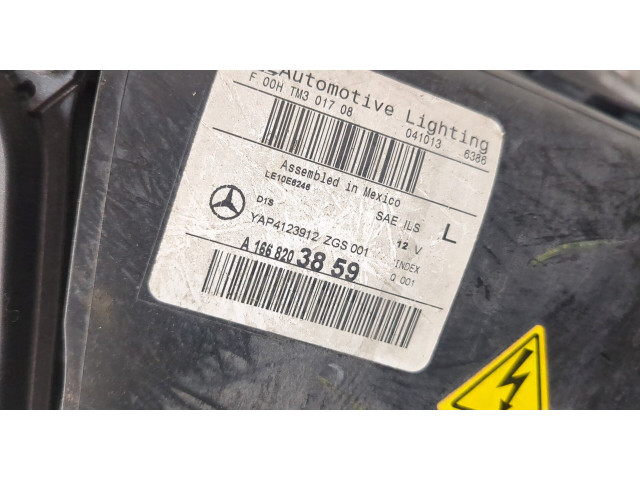 Automotive Lighting
F 00H TM3 017 08
041013 6386
Assembled in Mexico
LE10E6246
D1S SAE ILS L
YAP4123912 ZGS 001 12 V
A 166 820 38 59 INDEX
Q 001